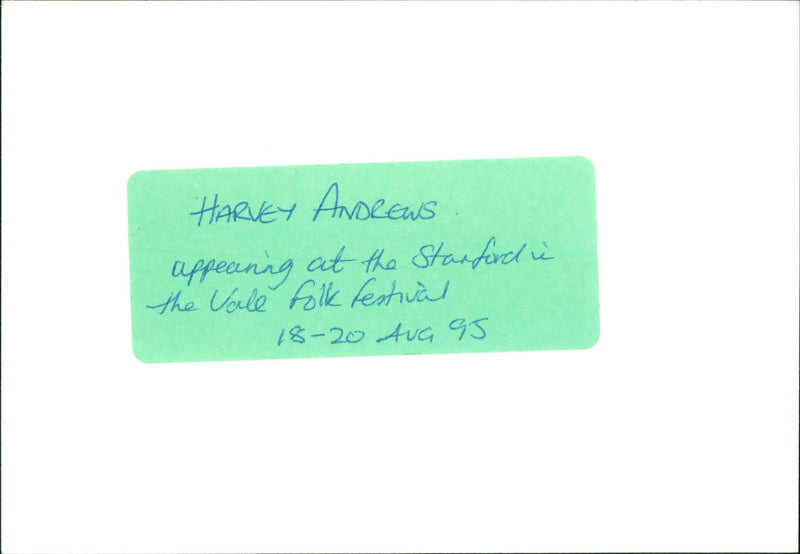 HARVEY ANDREWS
appearing at the Stanford in
the Vale folk festival
18-20 AUG 95